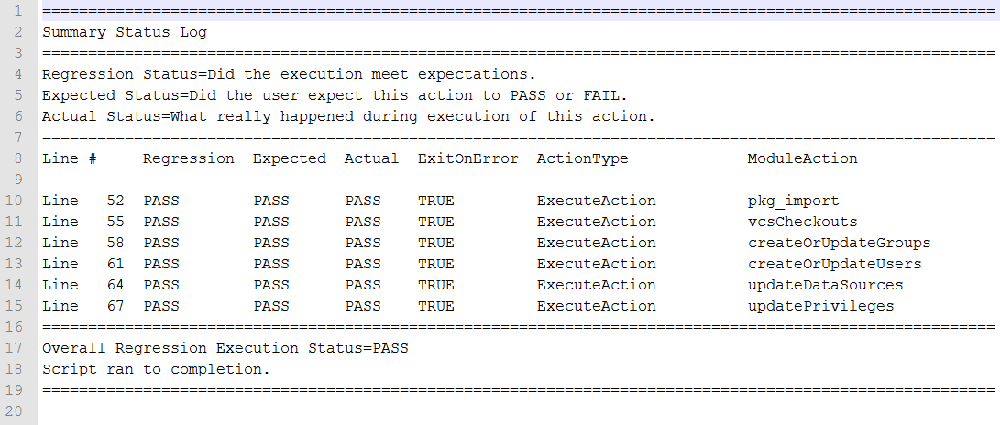 1 ========================================================================================================
2 Summary Status Log
3 ========================================================================================================
4 Regression Status=Did the execution meet expectations.
5 Expected Status=Did the user expect this action to PASS or FAIL.
6 Actual Status=What really happened during execution of this action.
7 ========================================================================================================
8 Line #     Regression  Expected  Actual  ExitOnError  ActionType             ModuleAction
9 ---------  ----------  --------  ------  -----------  ---------------------  ------------------
10 Line   52  PASS        PASS      PASS    TRUE         ExecuteAction          pkg_import
11 Line   55  PASS        PASS      PASS    TRUE         ExecuteAction          vcsCheckouts
12 Line   58  PASS        PASS      PASS    TRUE         ExecuteAction          createOrUpdateGroups
13 Line   61  PASS        PASS      PASS    TRUE         ExecuteAction          createOrUpdateUsers
14 Line   64  PASS        PASS      PASS    TRUE         ExecuteAction          updateDataSources
15 Line   67  PASS        PASS      PASS    TRUE         ExecuteAction          updatePrivileges
16 ========================================================================================================
17 Overall Regression Execution Status=PASS
18 Script ran to completion.
19 ========================================================================================================
20